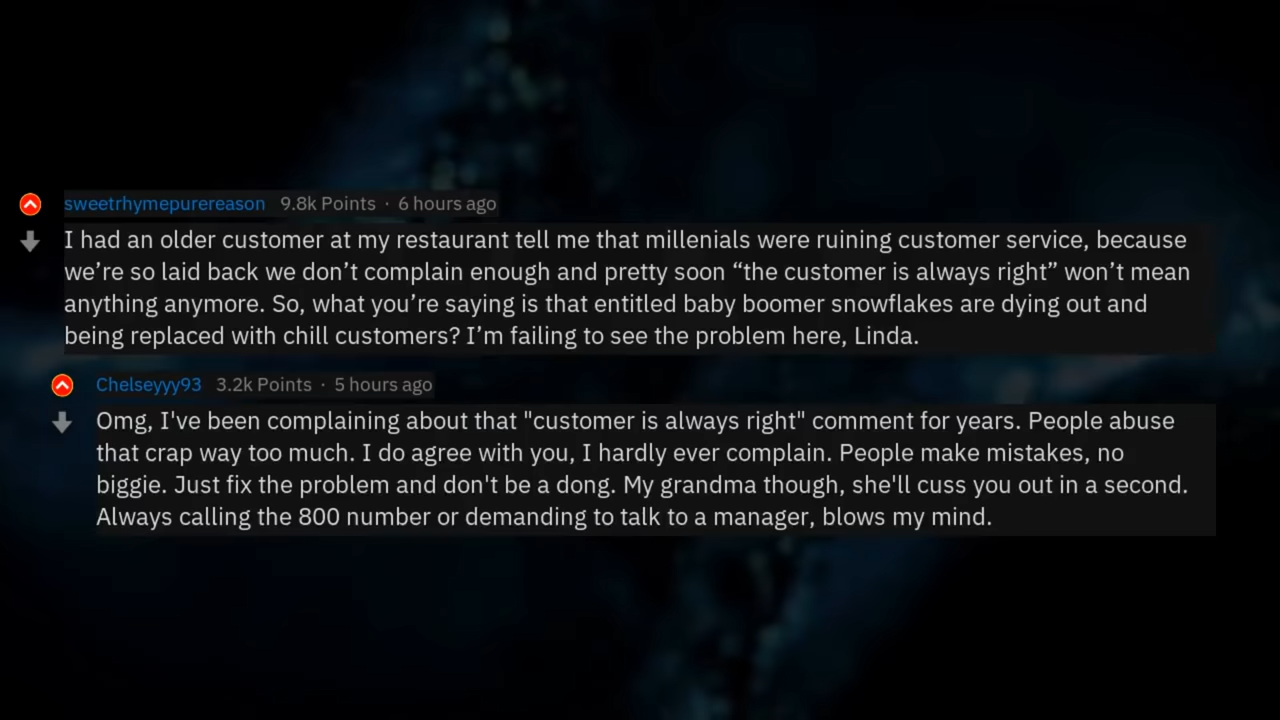 sweetrhymepurereason 9.8k Points · 6 hours ago
I had an older customer at my restaurant tell me that millenials were ruining customer service, because
we’re so laid back we don’t complain enough and pretty soon “the customer is always right” won’t mean
anything anymore. So, what you’re saying is that entitled baby boomer snowflakes are dying out and
being replaced with chill customers? I’m failing to see the problem here, Linda.
Chelseyyy93 3.2k Points · 5 hours ago
Omg, I've been complaining about that "customer is always right" comment for years. People abuse
that crap way too much. I do agree with you, I hardly ever complain. People make mistakes, no
biggie. Just fix the problem and don't be a dong. My grandma though, she'll cuss you out in a second.
Always calling the 800 number or demanding to talk to a manager, blows my mind.